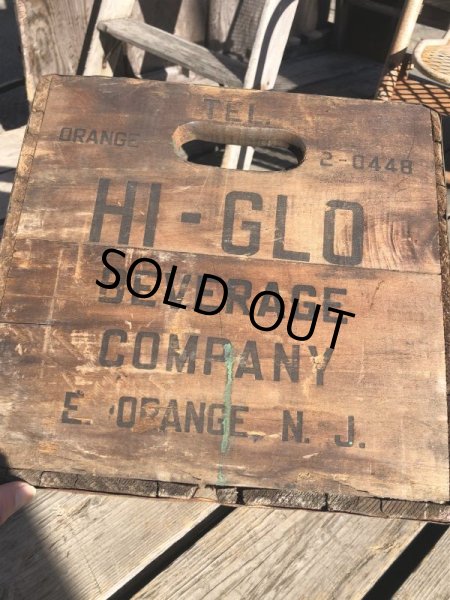 TEL.
ORANGE 2-0448
HI-GLO
BEVERAGE
SOLD OUT
COMPANY
E. ORANGE, N. J.